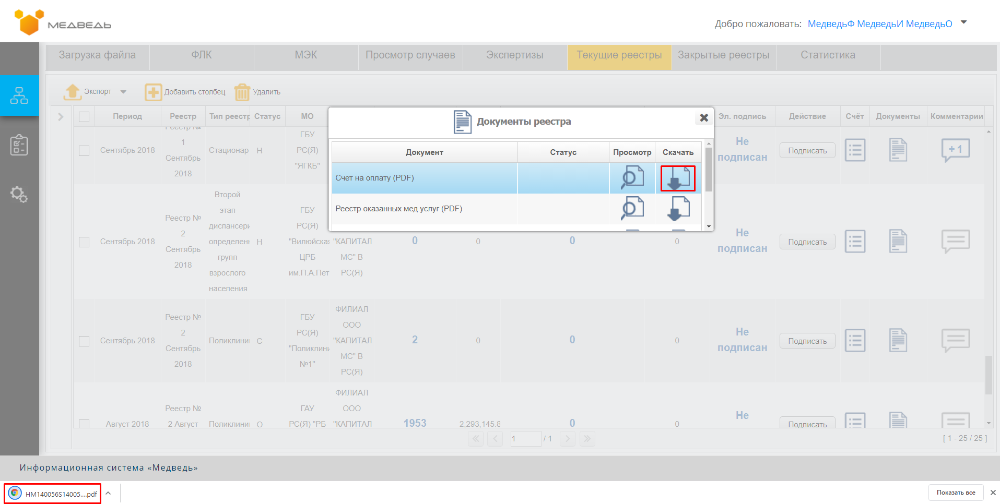 МЕДВЕДЬ
Добро пожаловать: МедведьФ МедведьИ МедведьО
Загрузка файла ФЛК МЭК Просмотр случаев Экспертизы Текущие реестры Закрытые реестры Статистика
Экспорт Добавить столбец Удалить
Период Реестр Тип реестр Статус МО Эл. подпись Действие Счёт Документы Комментарии
Документы реестра
Документ Статус Просмотр Скачать
Счет на оплату (PDF)
Реестр оказанных мед услуг (PDF)
Реестр №
1
Сентябрь
2018
Сентябрь 2018
Стационар
Н
ГБУ
РС(Я)
"ЯГКБ"
Не
подписан
Подписать
+ 1
Сентябрь 2018
Реестр №
2
Сентябрь
2018
Второй
этап
диспансери
определени
групп
взрослого
населения
Н
ГБУ
РС(Я)
"Вилюйская
ЦРБ
им.П.А.Пет
"КАПИТАЛ
МС" В
РС(Я)
0 0 0 0
Не
подписан
Подписать
Сентябрь 2018
Реестр №
2
Сентябрь
2018
Поликлини
С
ГБУ
РС(Я)
"Поликлини
№1"
ФИЛИАЛ
ООО
"КАПИТАЛ
МС" В
РС(Я)
2 0 0 0
Не
подписан
Подписать
Август 2018
Реестр №
2 Август
Поликлини
О
ГАУ
РС(Я) "РБ
ФИЛИАЛ
ООО
"КАПИТАЛ
1953 2,293,145.8 0 0
Не
Подписать
1 / 1
[ 1 - 25 / 25 ]
Информационная система «Медведь»
HM140056S14005....pdf
Показать все